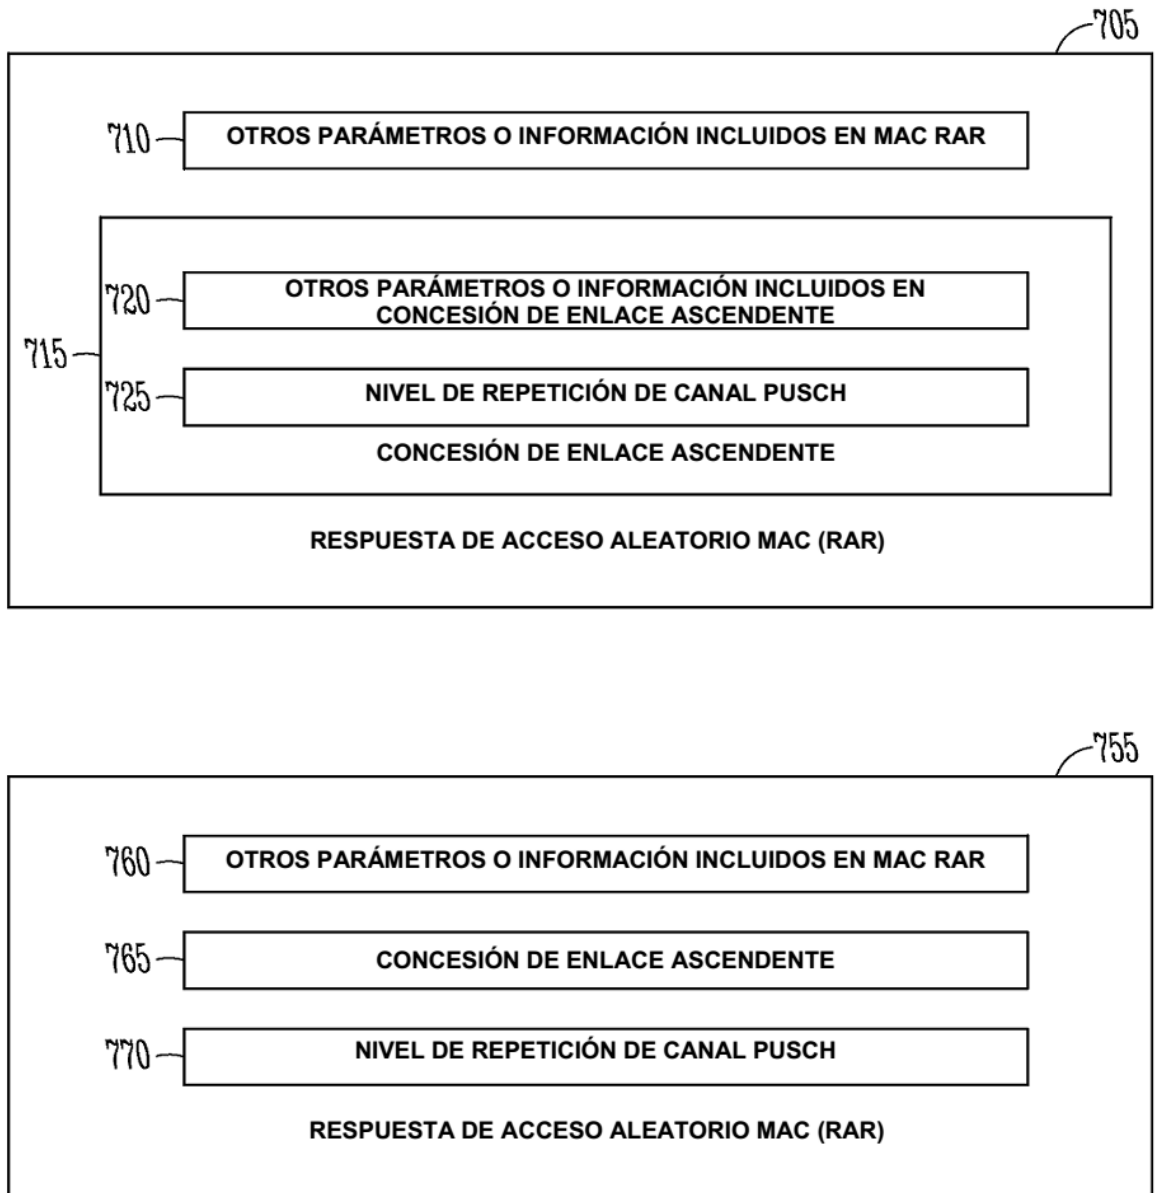 705
710
OTROS PARÁMETROS O INFORMACIÓN INCLUIDOS EN MAC RAR
720
OTROS PARÁMETROS O INFORMACIÓN INCLUIDOS EN
CONCESIÓN DE ENLACE ASCENDENTE
715
725
NIVEL DE REPETICIÓN DE CANAL PUSCH
CONCESIÓN DE ENLACE ASCENDENTE
RESPUESTA DE ACCESO ALEATORIO MAC (RAR)
755
760
OTROS PARÁMETROS O INFORMACIÓN INCLUIDOS EN MAC RAR
765
CONCESIÓN DE ENLACE ASCENDENTE
770
NIVEL DE REPETICIÓN DE CANAL PUSCH
RESPUESTA DE ACCESO ALEATORIO MAC (RAR)